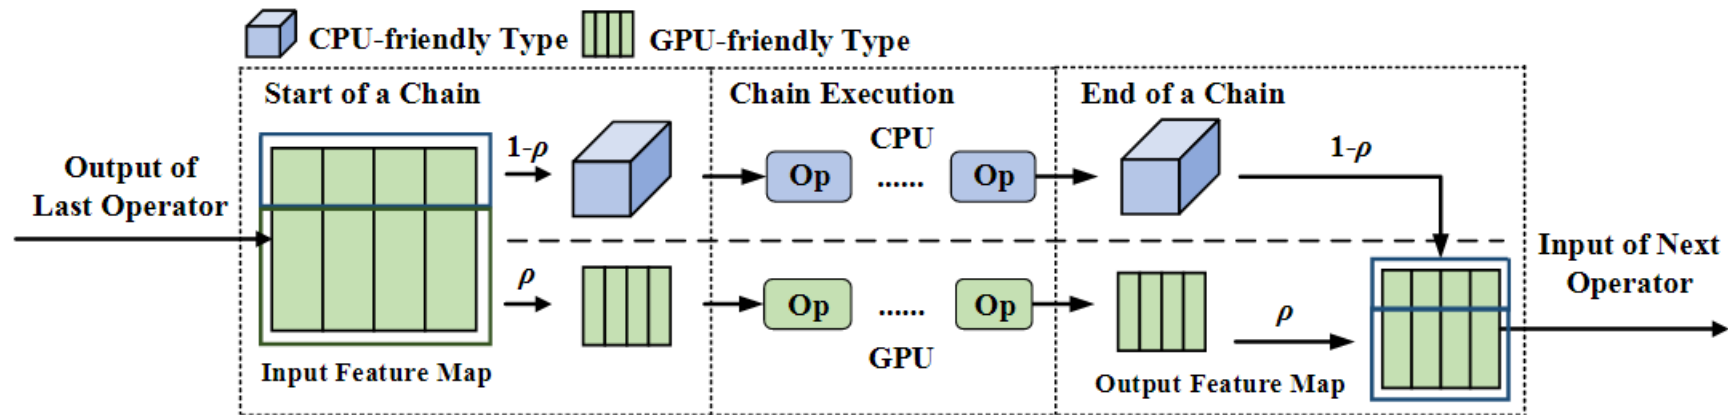 CPU-friendly Type
GPU-friendly Type
Start of a Chain
Chain Execution
End of a Chain
Output of
Last Operator
1-ρ
CPU
Op
......
Op
1-ρ
ρ
Op
......
Op
GPU
ρ
Input Feature Map
Output Feature Map
Input of Next
Operator